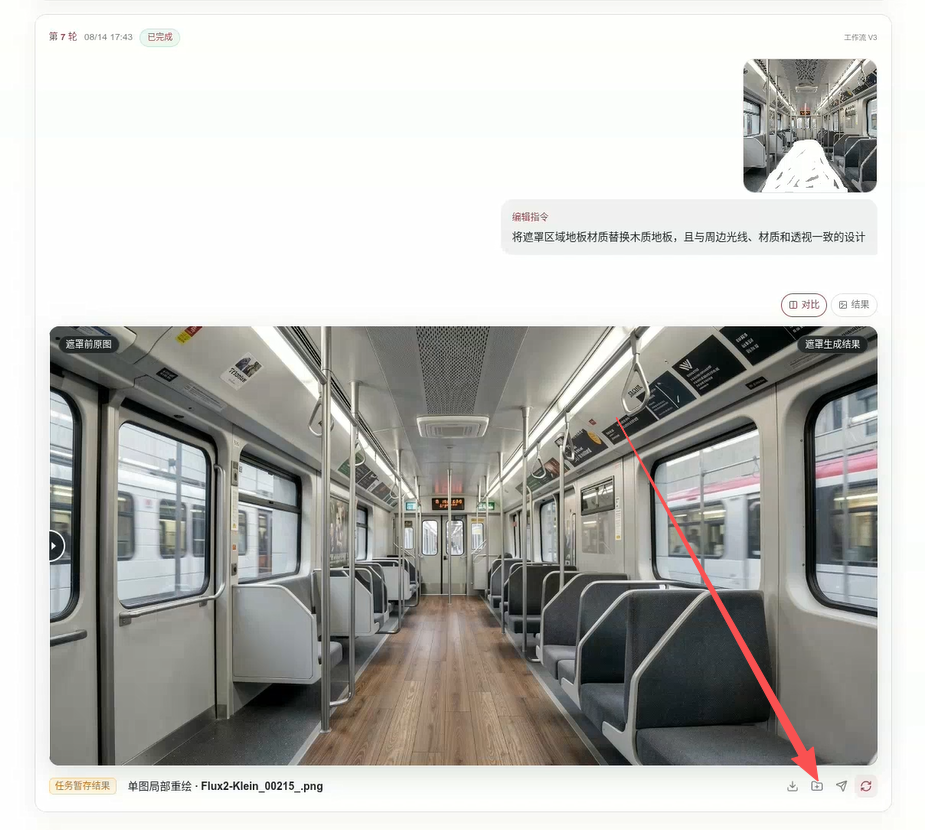 第 7 轮 08/14 17:43 已完成 工作流 V3
编辑指令
将遮罩区域地板材质替换木质地板，且与周边光线、材质和透视一致的设计
对比 结果
遮罩前原图 遮罩生成结果
任务暂存结果 单图局部重绘 · Flux2-Klein_00215_.png